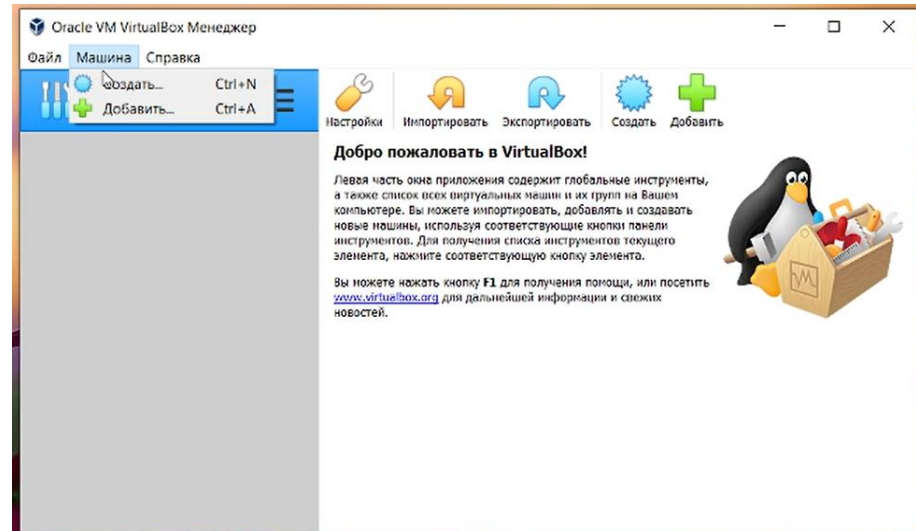 Oracle VM VirtualBox Менеджер
Файл Машина Справка
Создать... Ctrl+N
Добавить... Ctrl+A
Настройки Импортировать Экспортировать Создать Добавить
Добро пожаловать в VirtualBox!
Левая часть окна приложения содержит глобальные инструменты,
а также список всех виртуальных машин и их групп на Вашем
компьютере. Вы можете импортировать, добавлять и создавать
новые машины, используя соответствующие кнопки панели
инструментов. Для получения списка инструментов текущего
элемента, нажмите соответствующую кнопку элемента.
Вы можете нажать кнопку F1 для получения помощи, или посетить
www.virtualbox.org для дальнейшей информации и свежих
новостей.